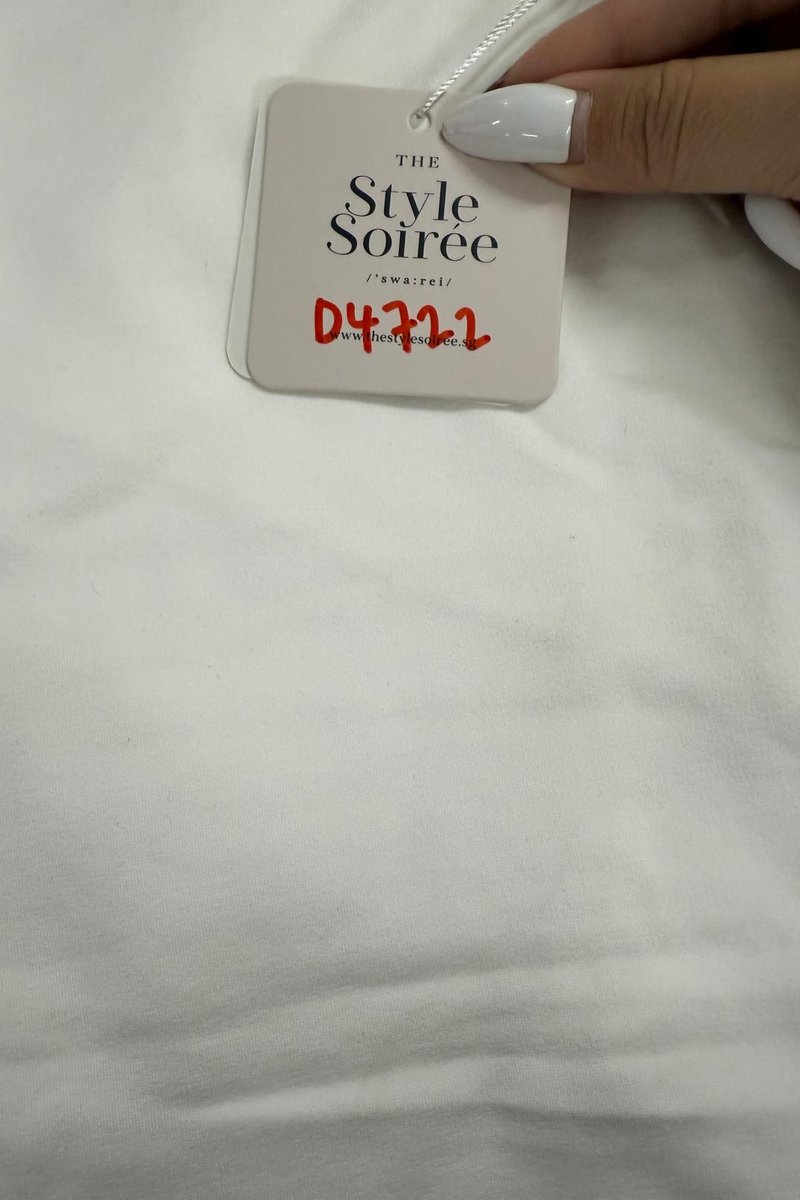 THE
Style
Soirée
/'swa:rei/
D4722
www.thestylesoiree.sg